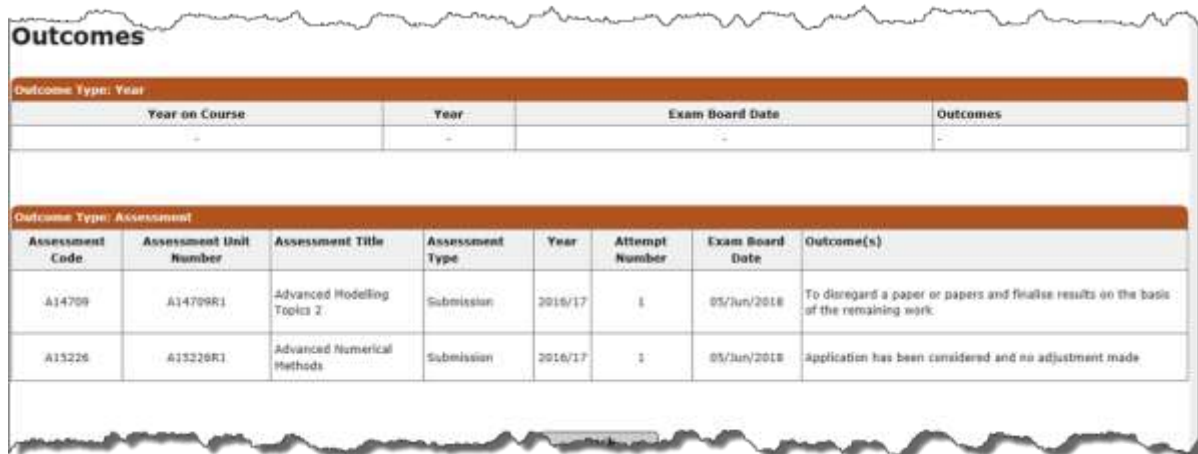 Outcomes
Outcome Type: Year
Year on Course Year Exam Board Date Outcomes
- - - -
Outcome Type: Assessment
Assessment Code Assessment Unit Number Assessment Title Assessment Type Year Attempt Number Exam Board Date Outcome(s)
A14709 A14709R1 Advanced Modelling Topics 2 Submission 2016/17 1 05/Jun/2018 To disregard a paper or papers and finalise results on the basis of the remaining work
A15226 A15226R1 Advanced Numerical Methods Submission 2016/17 1 05/Jun/2018 Application has been considered and no adjustment made